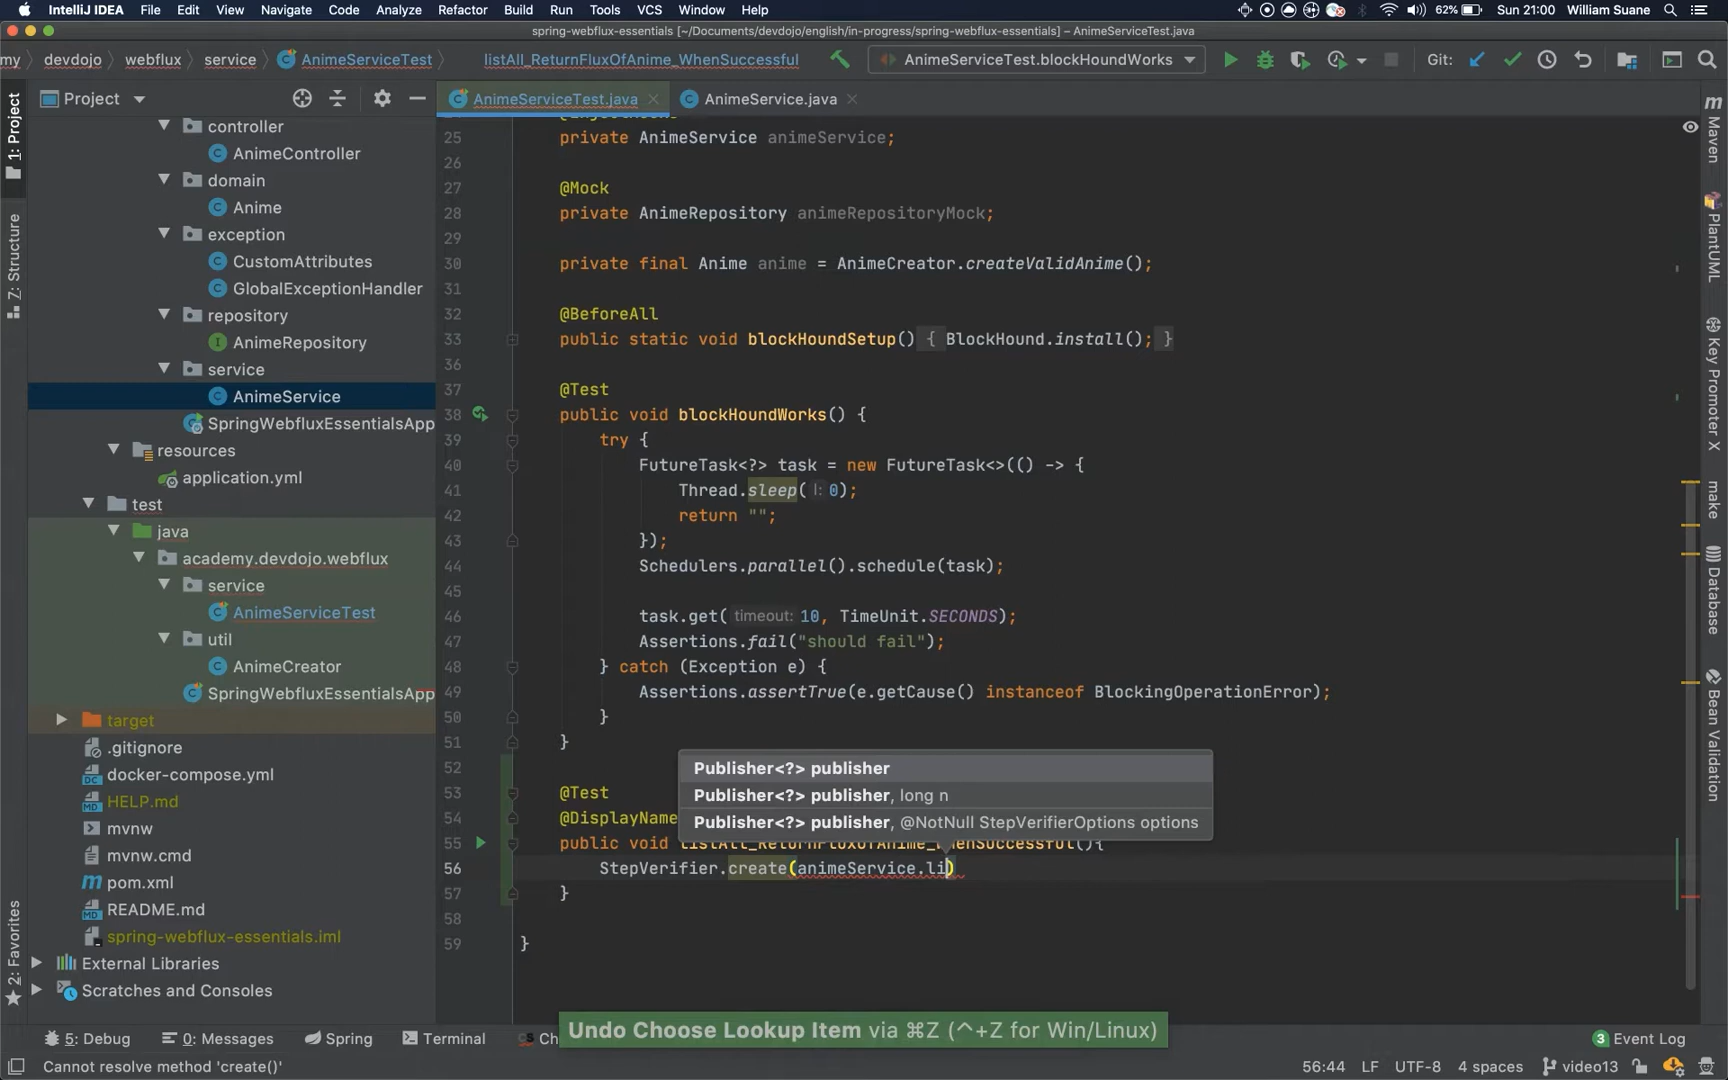 IntelliJ IDEA File Edit View Navigate Code Analyze Refactor Build Run Tools VCS Window Help 62% Sun 21:00 William Suane
spring-webflux-essentials [~/Documents/devdojo/english/in-progress/spring-webflux-essentials] – AnimeServiceTest.java
my devdojo webflux service AnimeServiceTest listAll_ReturnFluxOfAnime_WhenSuccessful AnimeServiceTest.blockHoundWorks Git:
Project AnimeServiceTest.java AnimeService.java
1: Project
Z: Structure
2: Favorites
controller
AnimeController
domain
Anime
exception
CustomAttributes
GlobalExceptionHandler
repository
AnimeRepository
service
AnimeService
SpringWebfluxEssentialsApp
resources
application.yml
test
java
academy.devdojo.webflux
service
AnimeServiceTest
util
AnimeCreator
SpringWebfluxEssentialsApp
target
.gitignore
docker-compose.yml
HELP.md
mvnw
mvnw.cmd
pom.xml
README.md
spring-webflux-essentials.iml
External Libraries
Scratches and Consoles
25 private AnimeService animeService;
26
27 @Mock
28 private AnimeRepository animeRepositoryMock;
29
30 private final Anime anime = AnimeCreator.createValidAnime();
31
32 @BeforeAll
33 public static void blockHoundSetup() { BlockHound.install(); }
36
37 @Test
38 public void blockHoundWorks() {
39 try {
40 FutureTask<?> task = new FutureTask<>(() -> {
41 Thread.sleep( l: 0);
42 return "";
43 });
44 Schedulers.parallel().schedule(task);
45
46 task.get( timeout: 10, TimeUnit.SECONDS);
47 Assertions.fail("should fail");
48 } catch (Exception e) {
49 Assertions.assertTrue(e.getCause() instanceof BlockingOperationError);
50 }
51 }
52
53 @Test
54 @DisplayName
55 public void listAll_ReturnFluxOfAnime_WhenSuccessful(){
56 StepVerifier.create(animeService.li)
57 }
58
59 }
Publisher<?> publisher
Publisher<?> publisher, long n
Publisher<?> publisher, @NotNull StepVerifierOptions options
Maven
PlantUML
Key Promoter X
make
Database
Bean Validation
Undo Choose Lookup Item via ⌘Z (^+Z for Win/Linux)
5: Debug 0: Messages Spring Terminal Ch 3 Event Log
Cannot resolve method 'create()' 56:44 LF UTF-8 4 spaces video13